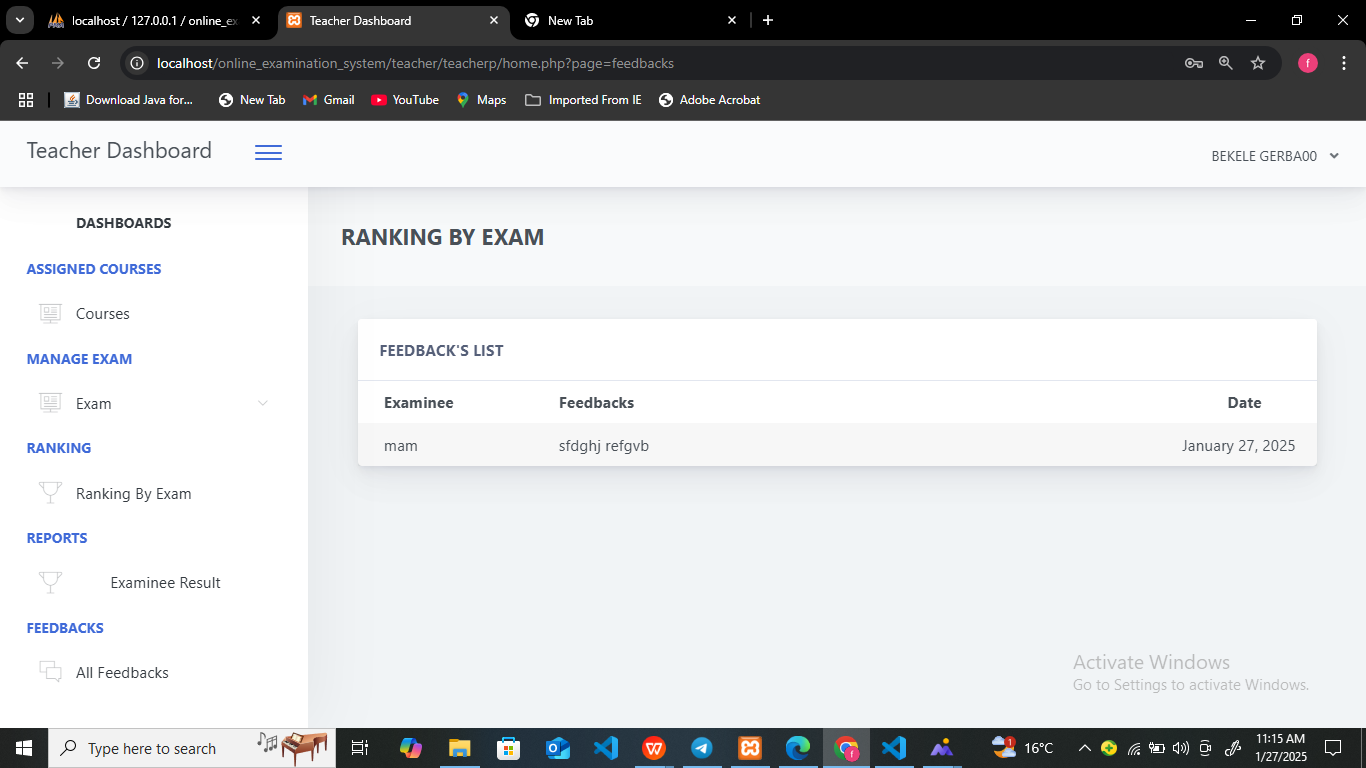 localhost / 127.0.0.1 / online_ex
Teacher Dashboard
New Tab
localhost/online_examination_system/teacher/teacherp/home.php?page=feedbacks
f
Download Java for...
New Tab
Gmail
YouTube
Maps
Imported From IE
Adobe Acrobat
Teacher Dashboard
BEKELE GERBA00
DASHBOARDS
ASSIGNED COURSES
Courses
MANAGE EXAM
Exam
RANKING
Ranking By Exam
REPORTS
Examinee Result
FEEDBACKS
All Feedbacks
RANKING BY EXAM
FEEDBACK'S LIST
Examinee Feedbacks Date
mam sfdghj refgvb January 27, 2025
Activate Windows
Go to Settings to activate Windows.
Type here to search
1
16°C
11:15 AM
1/27/2025